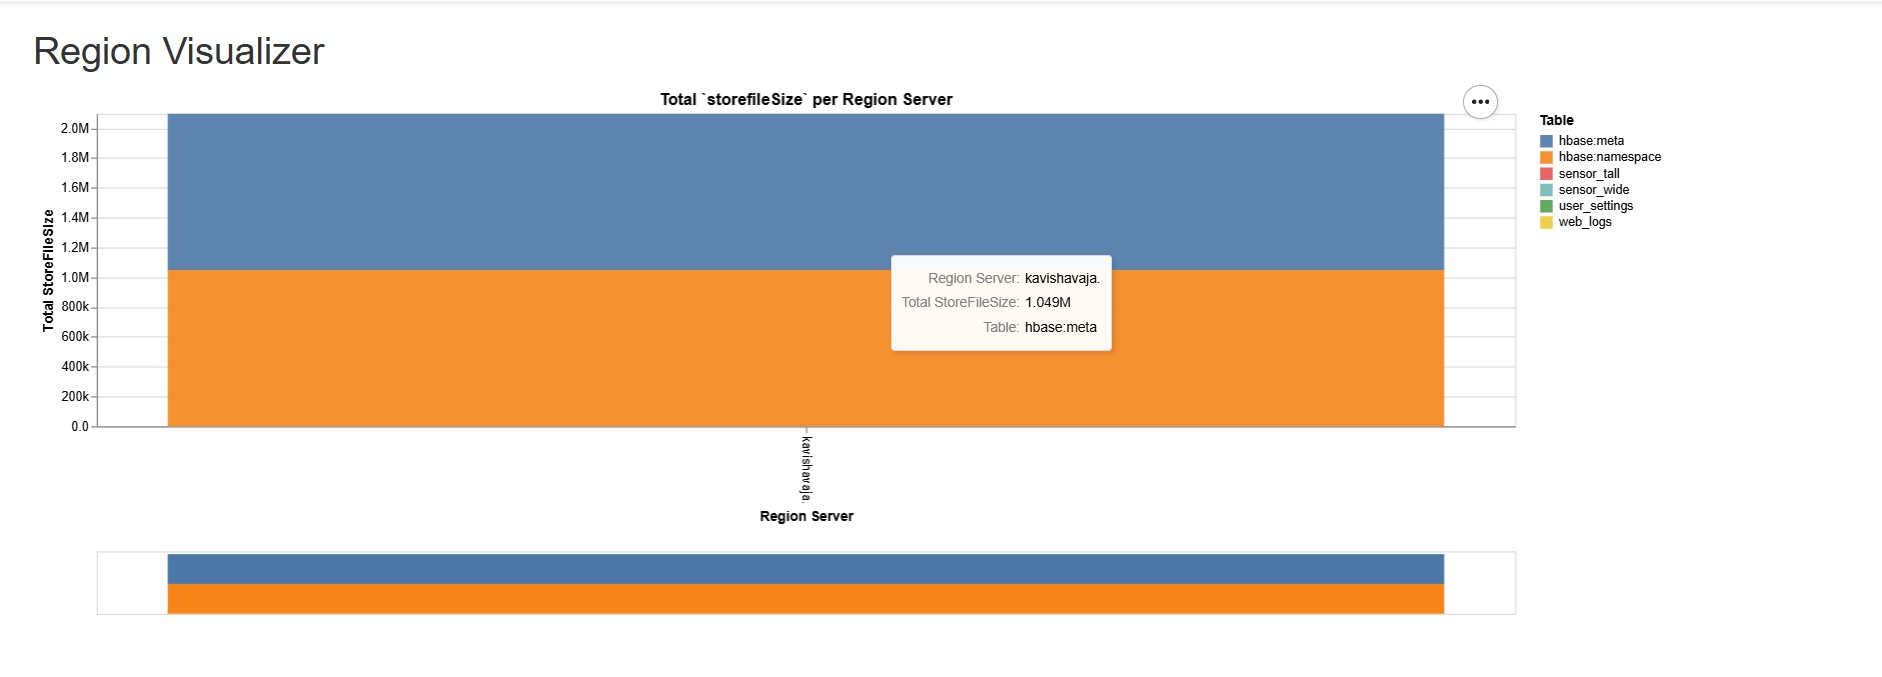 Region Visualizer
Total `storefileSize` per Region Server
•••
Table
hbase:meta
hbase:namespace
sensor_tall
sensor_wide
user_settings
web_logs
Total StoreFileSize
2.0M
1.8M
1.6M
1.4M
1.2M
1.0M
800k
600k
400k
200k
0.0
Region Server: kavishavaja.
Total StoreFileSize: 1.049M
Table: hbase:meta
kavishavaja.
Region Server